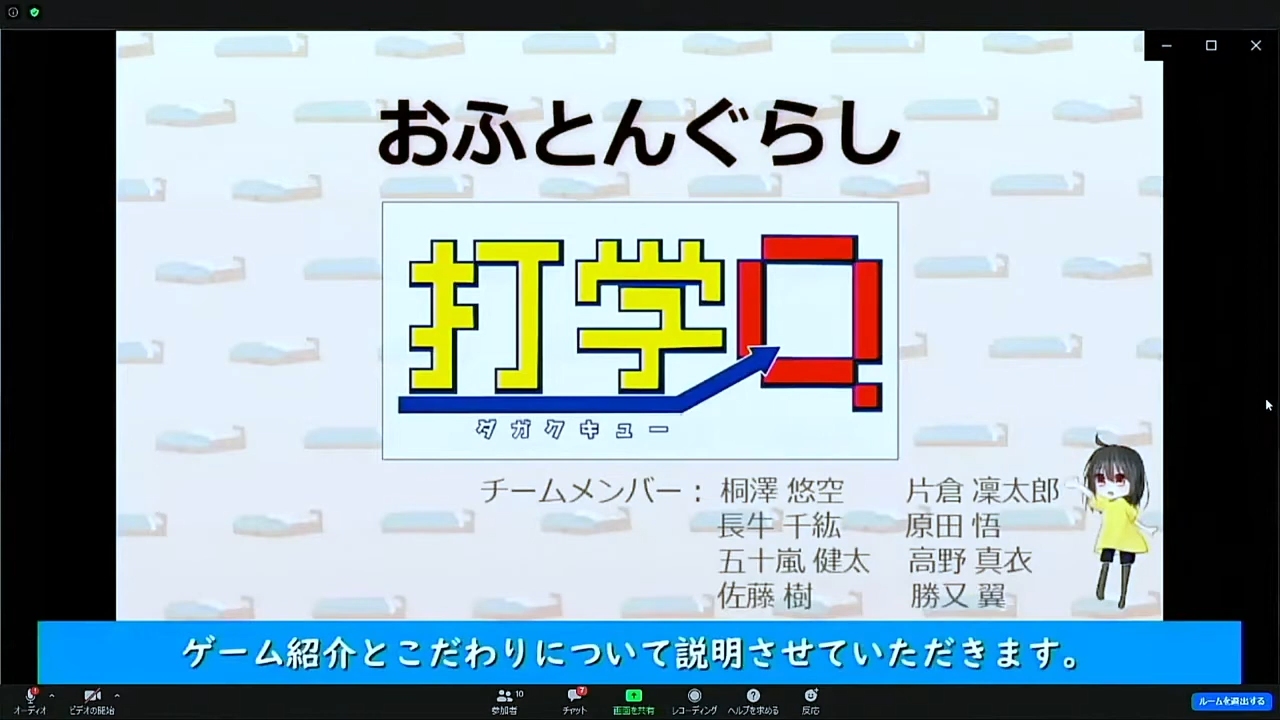 おふとんぐらし
打学Q
ダガクキュー
チームメンバー： 桐澤 悠空 片倉 凜太郎
長牛 千紘 原田 悟
五十嵐 健太 高野 真衣
佐藤 樹 勝又 翼
ゲーム紹介とこだわりについて説明させていただきます。
オーディオ ビデオの開始 参加者 10 チャット 7 画面を共有 レコーディング ヘルプを求める 反応 ルームを退出する